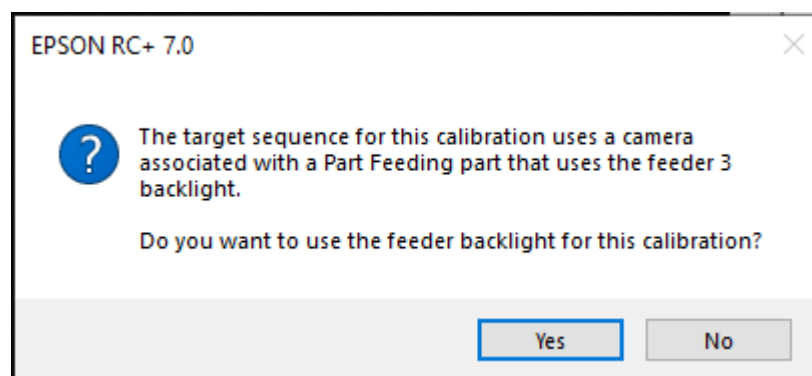 EPSON RC+ 7.0
The target sequence for this calibration uses a camera
associated with a Part Feeding part that uses the feeder 3
backlight.
Do you want to use the feeder backlight for this calibration?
Yes
No